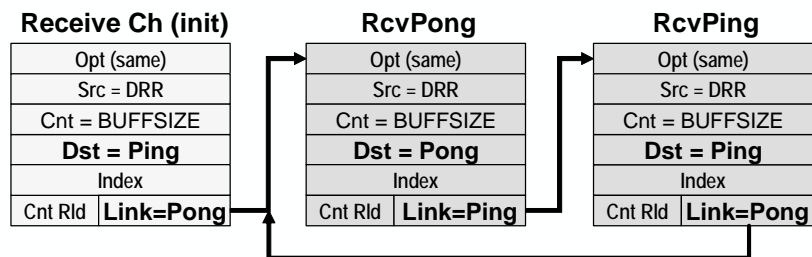 Receive Ch (init)
Opt (same)
Src = DRR
Cnt = BUFFSIZE
Dst = Ping
Index
Cnt Rld Link=Pong
RcvPong
Opt (same)
Src = DRR
Cnt = BUFFSIZE
Dst = Pong
Index
Cnt Rld Link=Ping
RcvPing
Opt (same)
Src = DRR
Cnt = BUFFSIZE
Dst = Ping
Index
Cnt Rld Link=Pong